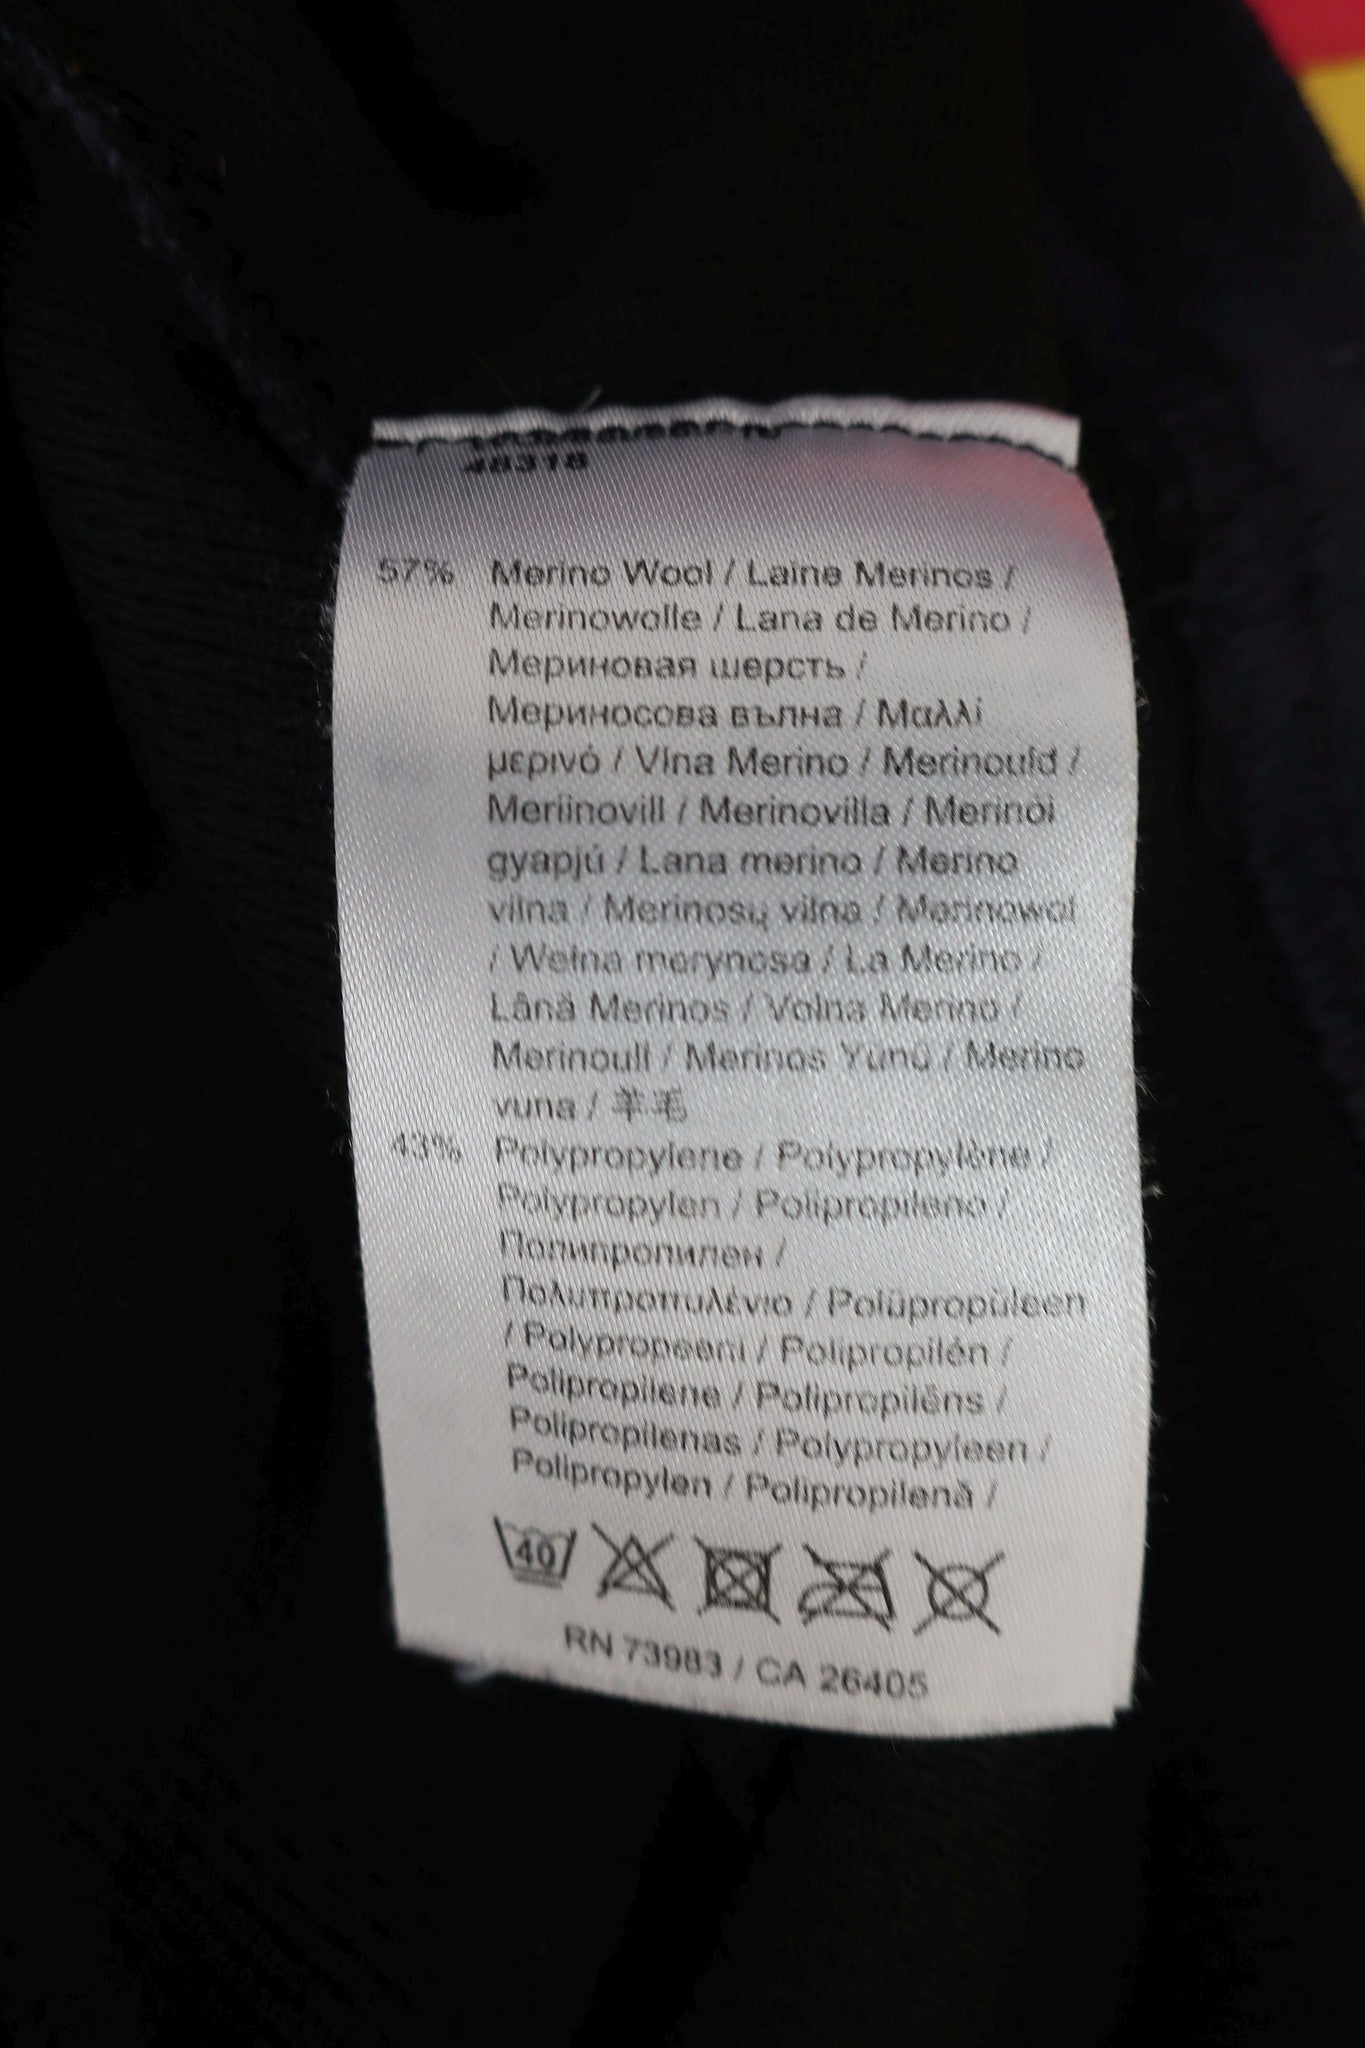 48318
57% Merino Wool / Laine Merinos /
Merinowolle / Lana de Merino /
Мериновая шерсть /
Мериносова вълна / Μαλλί
μερινό / Vlna Merino / Merinould /
Meriinovill / Merinovilla / Merinói
gyapjú / Lana merino / Merino
vilna / Merinosų vilna / Merinowol
/ Wełna merynosa / La Merino /
Lână Merinos / Volna Merino /
Merinoull / Merinos Yünü / Merino
vuna / 羊毛
43% Polypropylene / Polypropylène /
Polypropylen / Polipropileno /
Полипропилен /
Πολυπροπυλένιο / Polüpropüleen
/ Polypropeeni / Polipropilén /
Polipropilene / Polipropilēns /
Polipropilenas / Polypropyleen /
Polipropylen / Polipropilenă /
40
RN 73983 / CA 26405